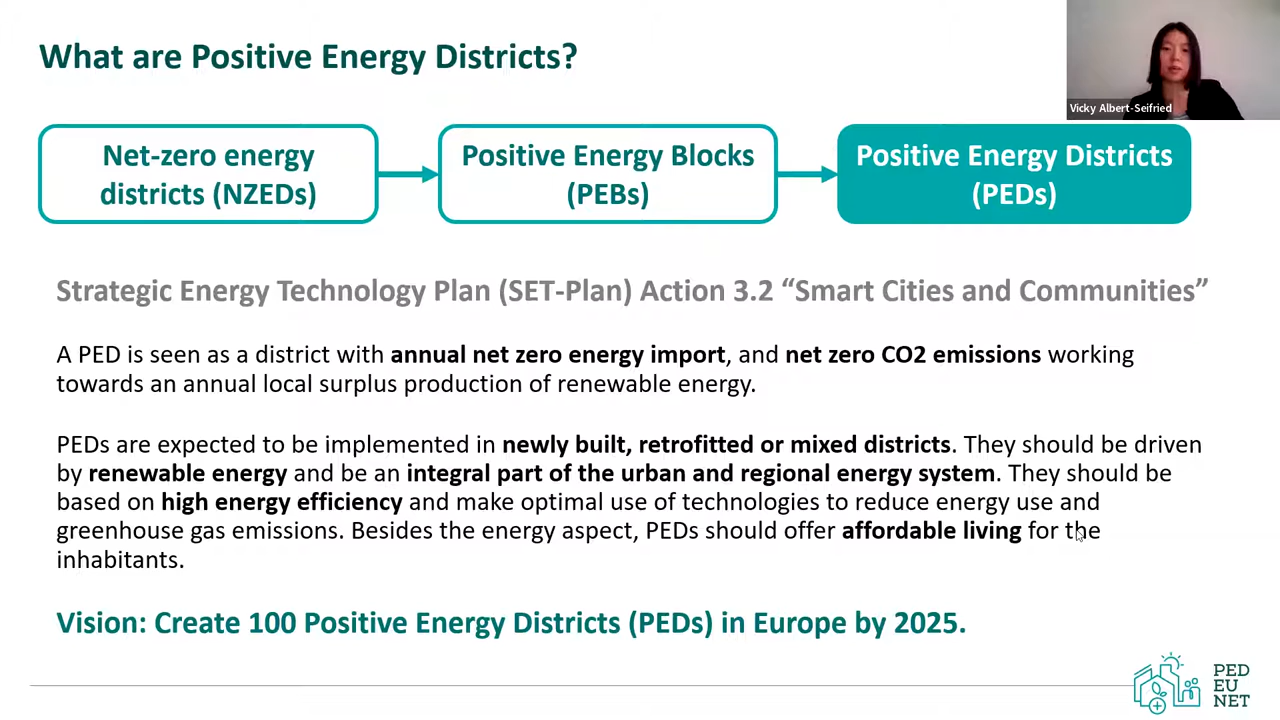 What are Positive Energy Districts?
Vicky Albert-Seifried
Net-zero energy
districts (NZEDs)
Positive Energy Blocks
(PEBs)
Positive Energy Districts
(PEDs)
Strategic Energy Technology Plan (SET-Plan) Action 3.2 “Smart Cities and Communities”
A PED is seen as a district with annual net zero energy import, and net zero CO2 emissions working
towards an annual local surplus production of renewable energy.
PEDs are expected to be implemented in newly built, retrofitted or mixed districts. They should be driven
by renewable energy and be an integral part of the urban and regional energy system. They should be
based on high energy efficiency and make optimal use of technologies to reduce energy use and
greenhouse gas emissions. Besides the energy aspect, PEDs should offer affordable living for the
inhabitants.
Vision: Create 100 Positive Energy Districts (PEDs) in Europe by 2025.
PED
EU
NET